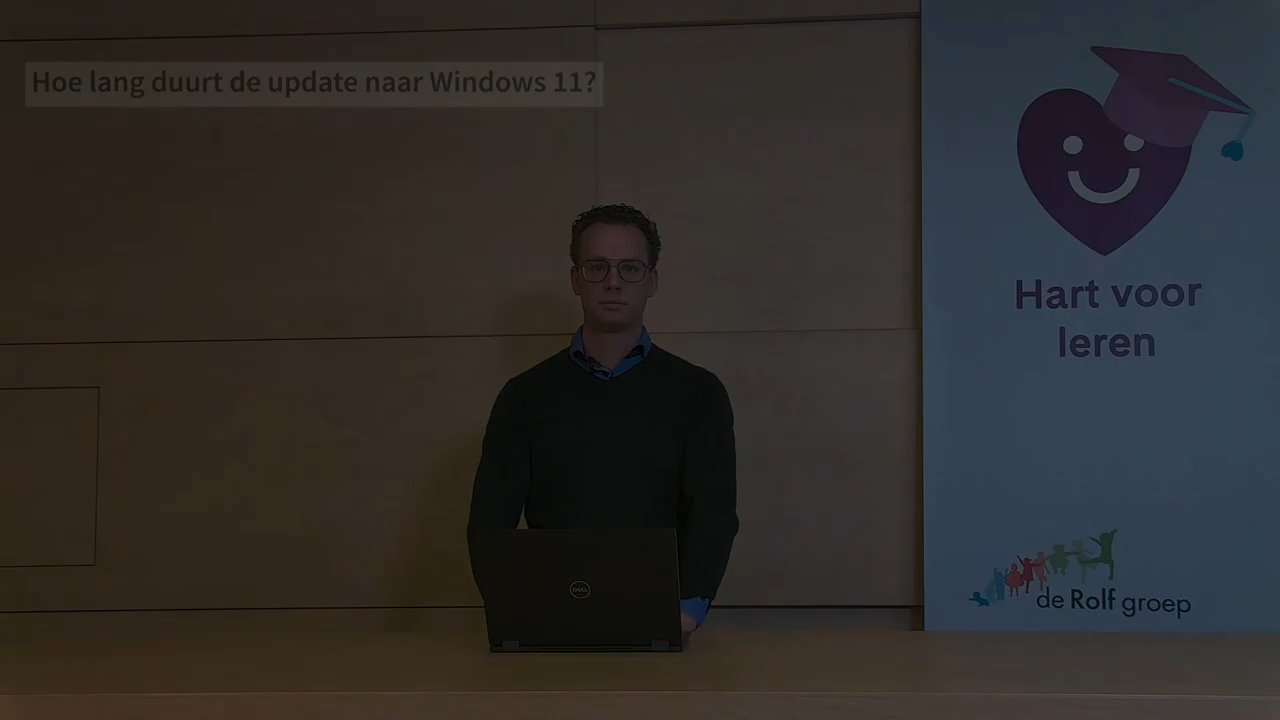 Hoe lang duurt de update naar Windows 11?
Hart voor
leren
de Rolf groep
DELL